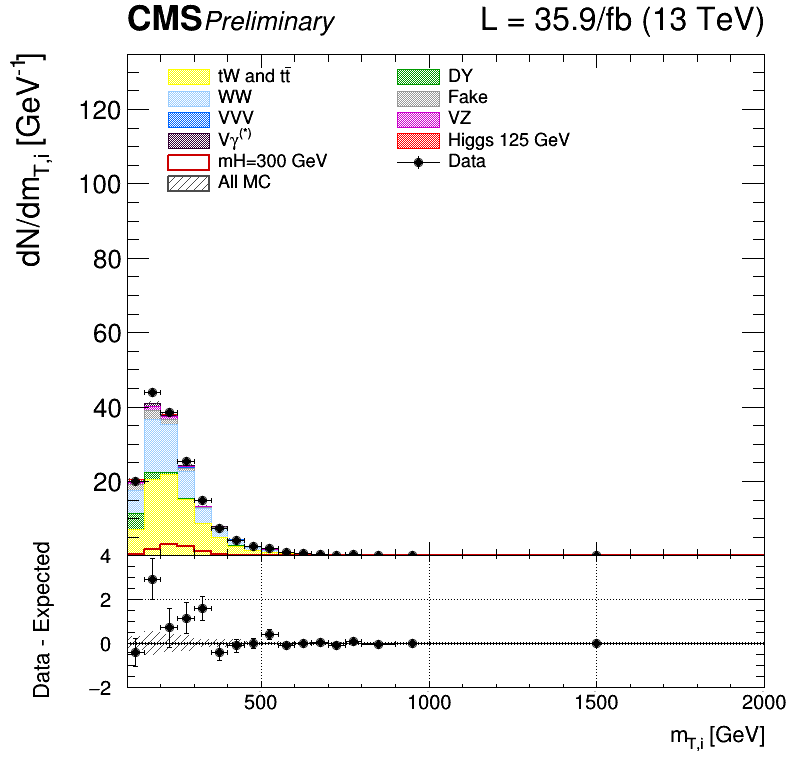 CMS Preliminary L = 35.9/fb (13 TeV)
dN/dm_{T,i} [GeV⁻¹]
tW and tt̄ DY
WW Fake
VVV VZ
Vγ^{(*)} Higgs 125 GeV
mH=300 GeV Data
All MC
120
100
80
60
40
20
4
2
0
−2
Data - Expected
500 1000 1500 2000
m_{T,i} [GeV]